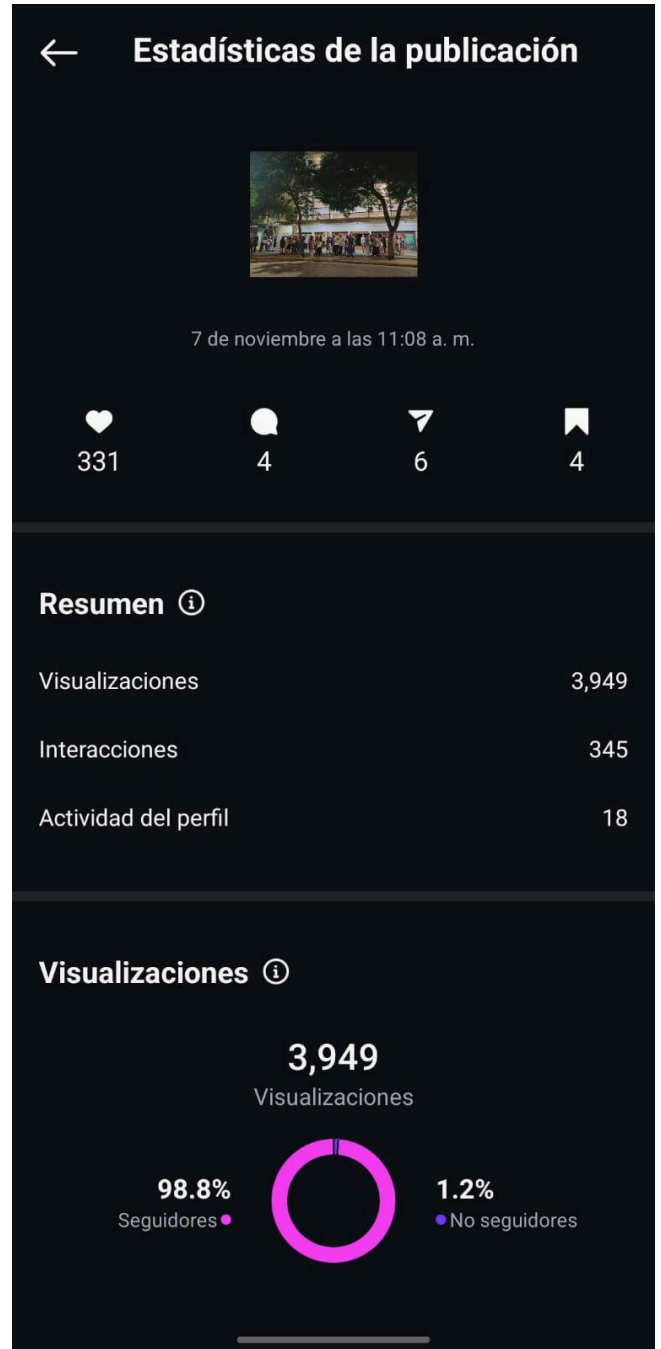 Estadísticas de la publicación
7 de noviembre a las 11:08 a. m.
331 4 6 4
Resumen
Visualizaciones 3,949
Interacciones 345
Actividad del perfil 18
Visualizaciones
3,949
Visualizaciones
98.8% 1.2%
Seguidores No seguidores